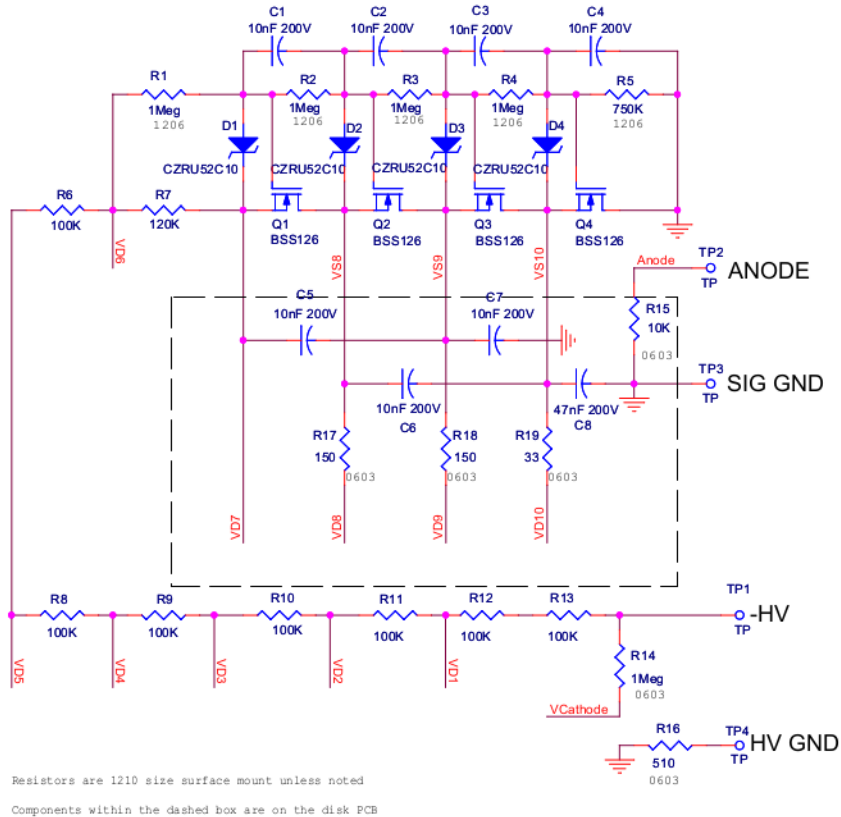 C1
10nF 200V
C2
10nF 200V
C3
10nF 200V
C4
10nF 200V
R1
1Meg
1206
R2
1Meg
1206
R3
1Meg
1206
R4
1Meg
1206
R5
750K
1206
D1
CZRU52C10
D2
CZRU52C10
D3
CZRU52C10
D4
CZRU52C10
R6
100K
R7
120K
Q1
BSS126
Q2
BSS126
Q3
BSS126
Q4
BSS126
VD6
VS8
VS9
VS10
Anode
TP2
TP
ANODE
C5
10nF 200V
C7
10nF 200V
R15
10K
0603
TP3
TP
SIG GND
10nF 200V
C6
47nF 200V
C8
R17
150
0603
R18
150
0603
R19
33
0603
VD7
VD8
VD9
VD10
R8
100K
R9
100K
R10
100K
R11
100K
R12
100K
R13
100K
TP1
TP
-HV
VD5
VD4
VD3
VD2
VD1
R14
1Meg
0603
VCathode
R16
510
0603
TP4
TP
HV GND
Resistors are 1210 size surface mount unless noted
Components within the dashed box are on the disk PCB